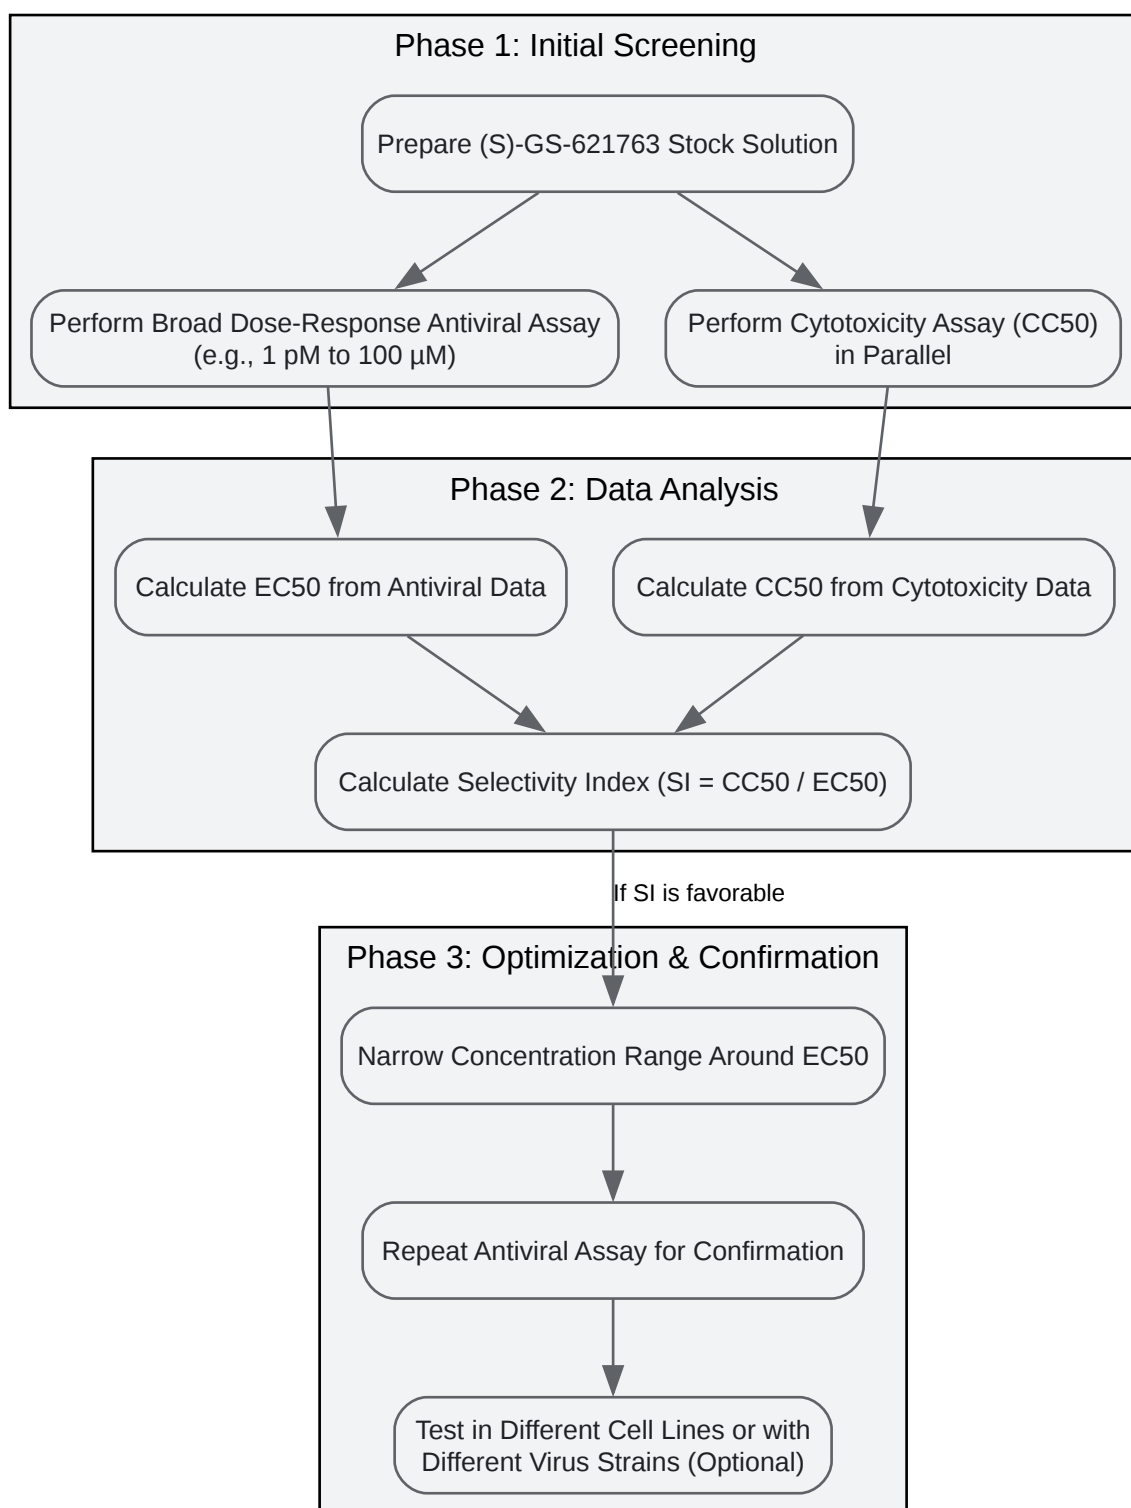 Phase 1: Initial Screening
Prepare (S)-GS-621763 Stock Solution
Perform Broad Dose-Response Antiviral Assay
(e.g., 1 pM to 100 µM)
Perform Cytotoxicity Assay (CC50)
in Parallel
Phase 2: Data Analysis
Calculate EC50 from Antiviral Data
Calculate CC50 from Cytotoxicity Data
Calculate Selectivity Index (SI = CC50 / EC50)
If SI is favorable
Phase 3: Optimization & Confirmation
Narrow Concentration Range Around EC50
Repeat Antiviral Assay for Confirmation
Test in Different Cell Lines or with
Different Virus Strains (Optional)